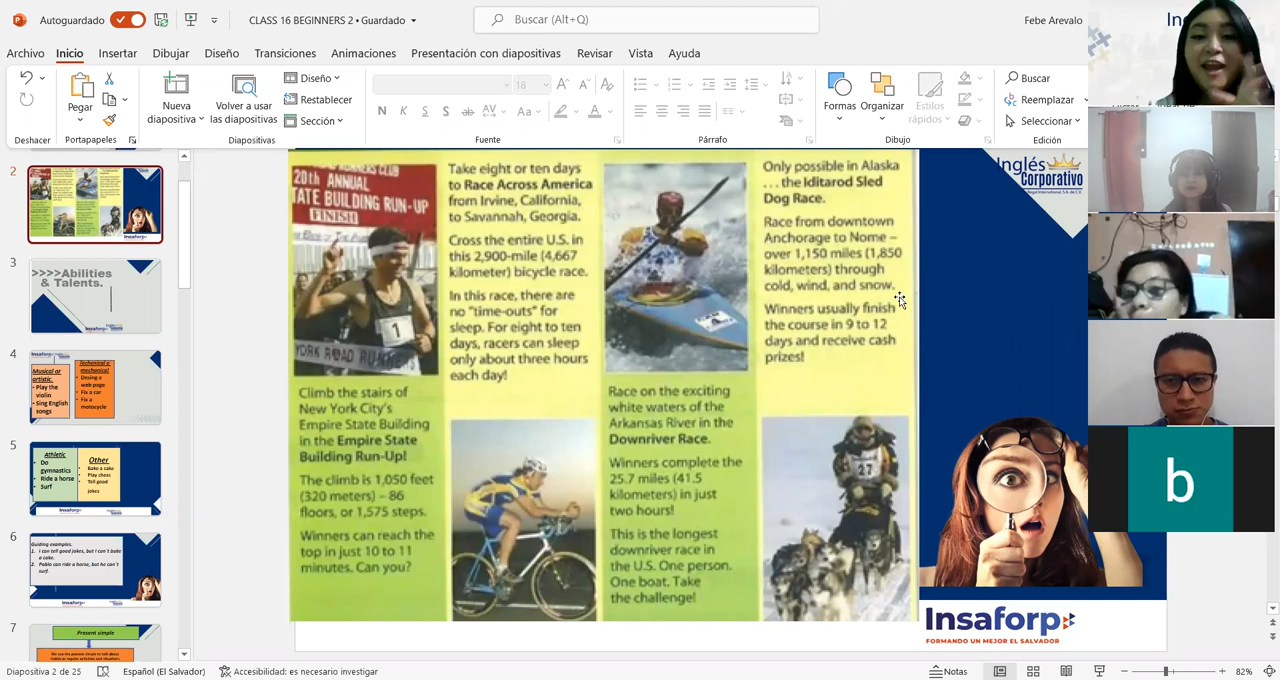 Autoguardado
CLASS 16 BEGINNERS 2 • Guardado
Buscar (Alt+Q)
Febe Arevalo
Archivo
Inicio
Insertar
Dibujar
Diseño
Transiciones
Animaciones
Presentación con diapositivas
Revisar
Vista
Ayuda
Pegar
Nueva
diapositiva
Volver a usar
las diapositivas
Diseño
Restablecer
Sección
18
N K S S ab AV Aa A
Formas
Organizar
Estilos
rápidos
Buscar
Reemplazar
Seleccionar
Deshacer
Portapapeles
Diapositivas
Fuente
Párrafo
Dibujo
Edición
2
3
>>>>Abilities
& Talents.
4
Musical or
artistic.
• Play the
violin
• Sing English
songs
• Fix a car
• Fix a
motocycle
5
Athletic
• Do
gymnastics
• Ride a horse
• Surf
Other
Bake a cake
Play chess
Tell good
jokes
6
Guiding examples.
1. I can tell good jokes, but I can't bake
a cake.
2. Pablo can ride a horse, but he can't
surf.
7
Present simple
20TH ANNUAL
TATE BUILDING RUN-UP
FINISH
1
YORK ROAD RUNNERS
Climb the stairs of
New York City's
Empire State Building
in the Empire State
Building Run-Up!
The climb is 1,050 feet
(320 meters) – 86
floors, or 1,575 steps.
Winners can reach the
top in just 10 to 11
minutes. Can you?
Take eight or ten days
to Race Across America
from Irvine, California,
to Savannah, Georgia.
Cross the entire U.S. in
this 2,900-mile (4,667
kilometer) bicycle race.
In this race, there are
no "time-outs" for
sleep. For eight to ten
days, racers can sleep
only about three hours
each day!
Race on the exciting
white waters of the
Arkansas River in the
Downriver Race.
Winners complete the
25.7 miles (41.5
kilometers) in just
two hours!
This is the longest
downriver race in
the U.S. One person.
One boat. Take
the challenge!
Only possible in Alaska
... the Iditarod Sled
Dog Race.
Race from downtown
Anchorage to Nome –
over 1,150 miles (1,850
kilometers) through
cold, wind, and snow.
Winners usually finish
the course in 9 to 12
days and receive cash
prizes!
27
Inglés
Corporativo
Insaforp
FORMANDO UN MEJOR EL SALVADOR
b
Diapositiva 2 de 25
Español (El Salvador)
Accesibilidad: es necesario investigar
Notas
82%